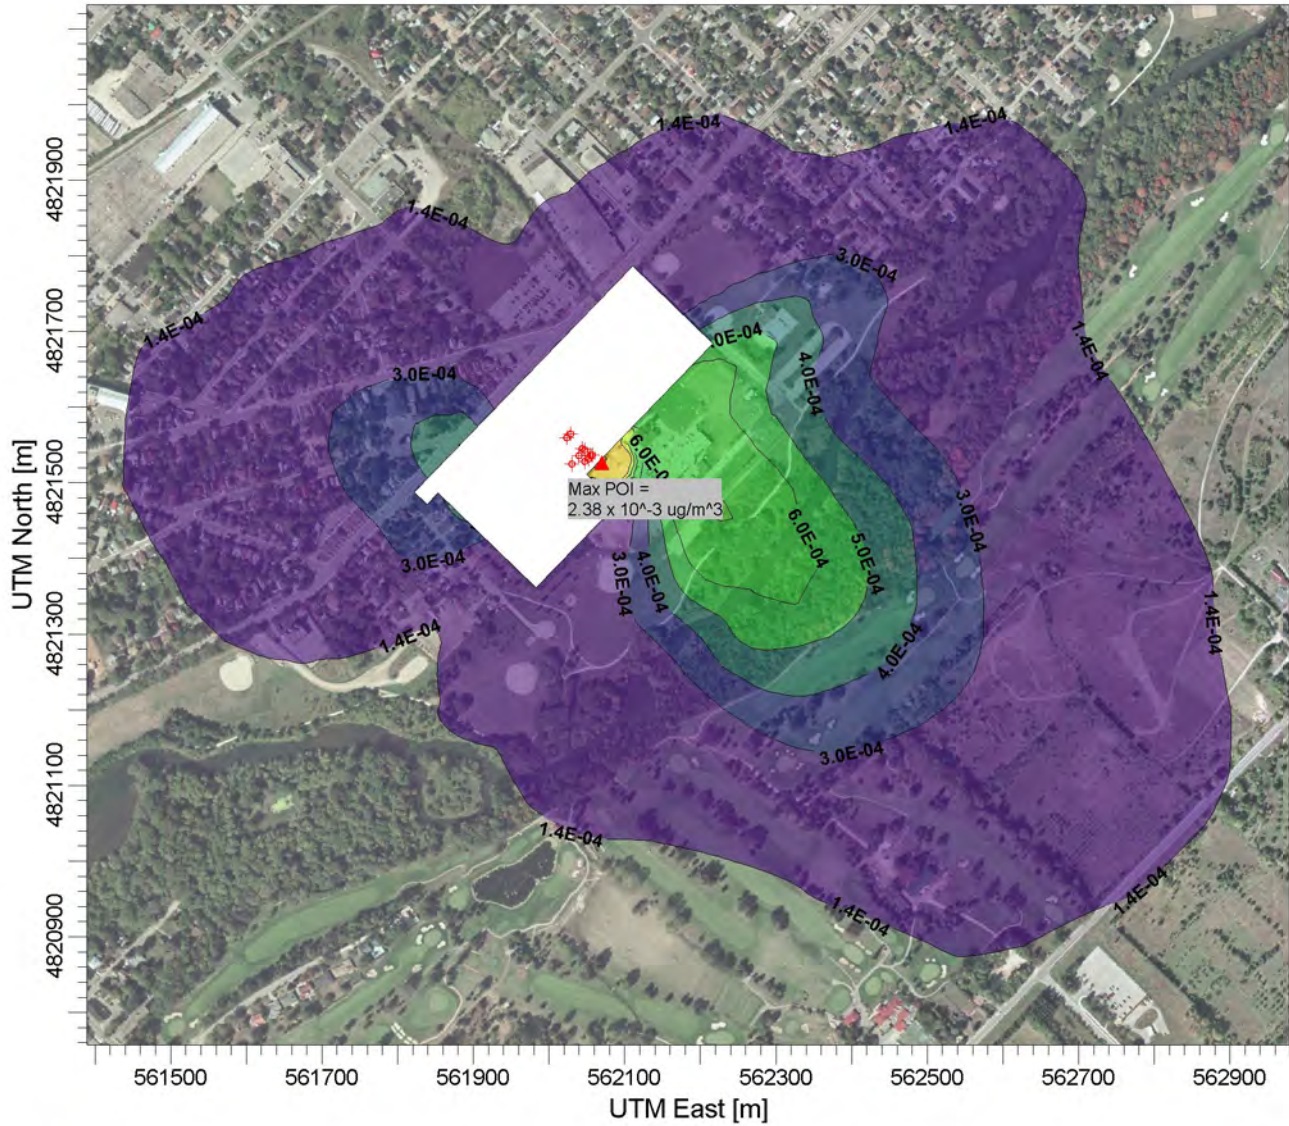 1.4E-04
1.4E-04
1.4E-04
3.0E-04
1.4E-04
.0E-04
1.4E-04
3.0E-04
4.0E-04
6.0E-0
Max POI =
2.38 x 10^-3 ug/m^3
3.0E-04
6.0E-04
5.0E-04
3.0E-04
3.0E-04
4.0E-04
1.4E-04
1.4E-04
4.0E-04
3.0E-04
1.4E-04
1.4E-04
1.4E-04
UTM North [m]
4821900
4821700
4821500
4821300
4821100
4820900
561500 561700 561900 562100 562300 562500 562700 562900
UTM East [m]